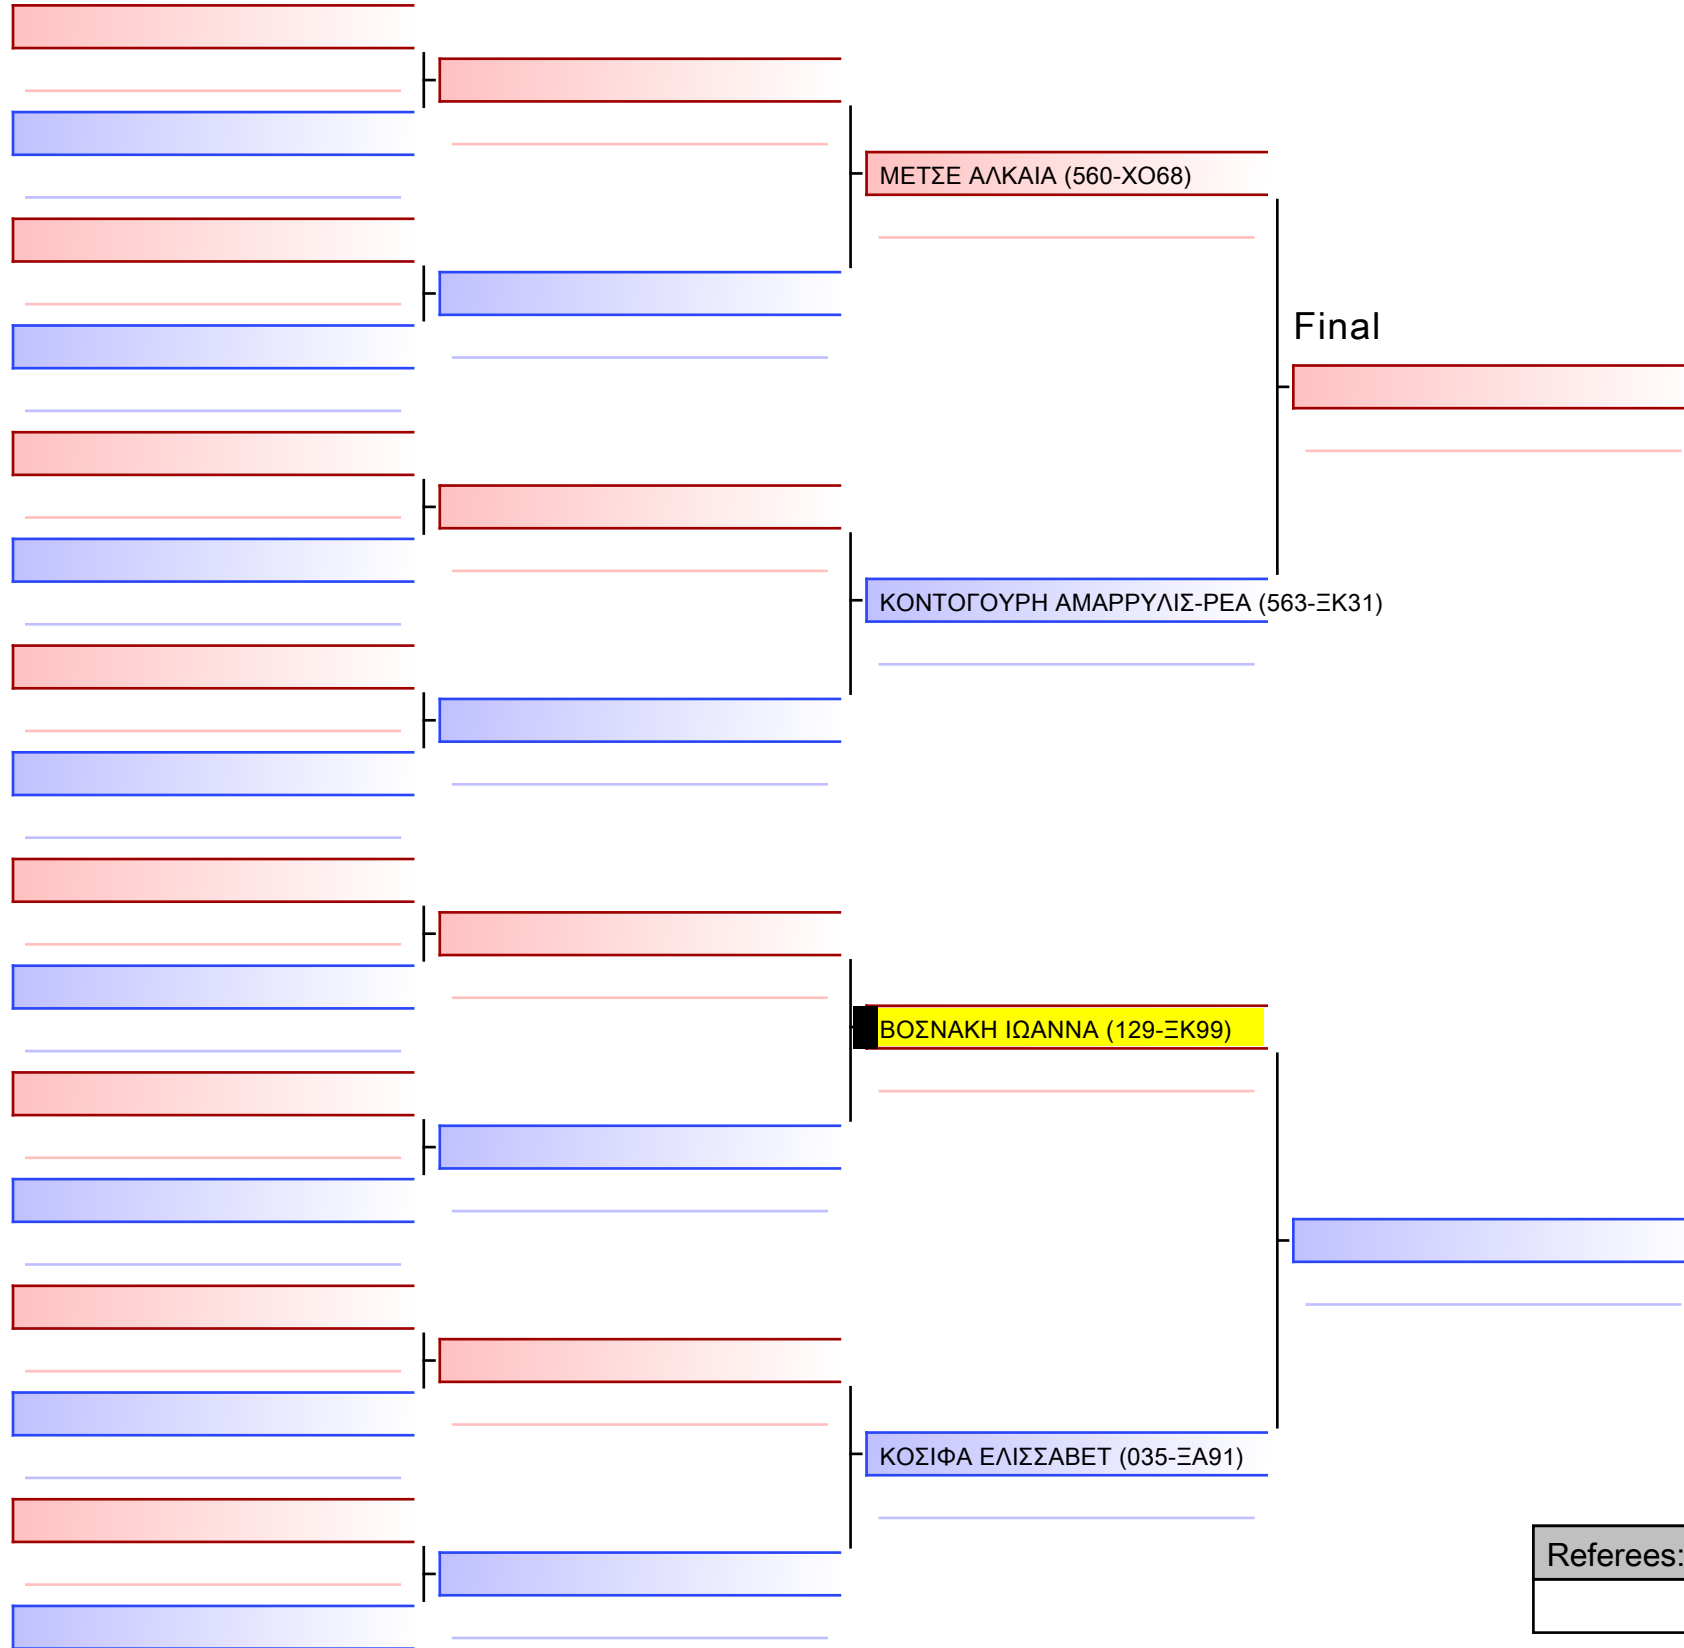 ΜΕΤΣΕ ΑΛΚΑΙΑ (560-ΧΟ68)
Final
ΚΟΝΤΟΓΟΥΡΗ ΑΜΑΡΡΥΛΙΣ-ΡΕΑ (563-ΞΚ31)
ΒΟΣΝΑΚΗ ΙΩΑΝΝΑ (129-ΞΚ99)
ΚΟΣΙΦΑ ΕΛΙΣΣΑΒΕΤ (035-ΞΑ91)
Referees: